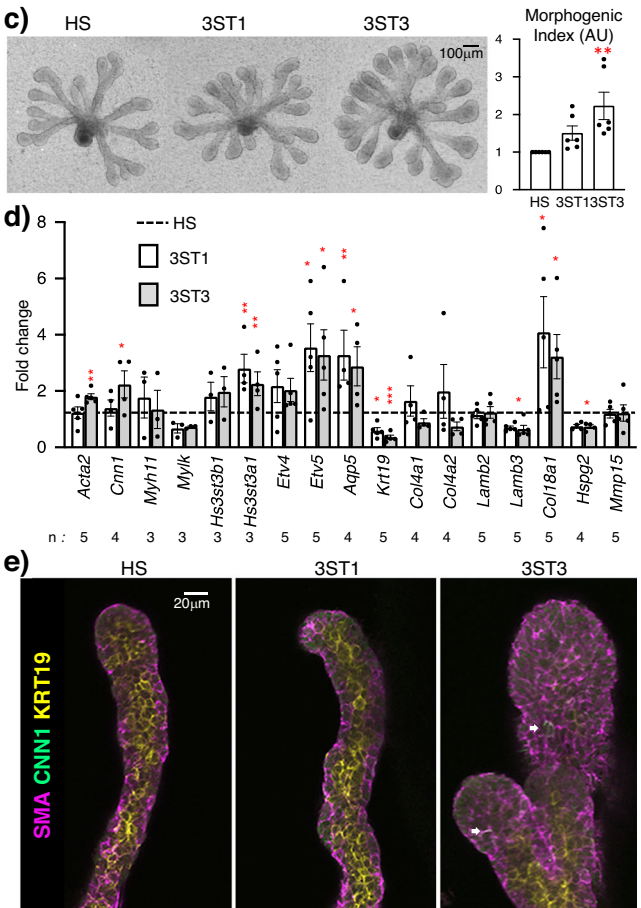 c)
HS
3ST1
3ST3
100μm
Morphogenic
Index (AU)
**
4
3
2
1
0
HS 3ST1 3ST3
d)
8
6
4
2
0
Fold change
HS
3ST1
3ST3
** * ** ** * * ** * * *** * * * *
Acta2 Cnn1 Myh11 Mylk Hs3st3b1 Hs3st3a1 Etv4 Etv5 Aqp5 Krt19 Col4a1 Col4a2 Lamb2 Lamb3 Col18a1 Hspg2 Mmp15
n : 5 4 3 3 3 3 5 5 4 5 4 4 5 5 5 4 5
e)
HS
3ST1
3ST3
20μm
SMA CNN1 KRT19